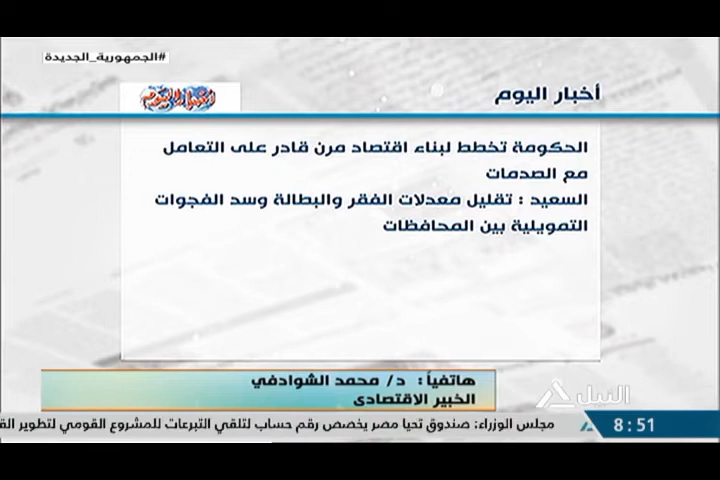 #الجمهورية_الجديدة
أخبار اليوم
أخبار اليوم
الحكومة تخطط لبناء اقتصاد مرن قادر على التعامل
مع الصدمات
السعيد : تقليل معدلات الفقر والبطالة وسد الفجوات
التمويلية بين المحافظات
هاتفياً : د/ محمد الشوادفي
الخبير الاقتصادى
النيل
مجلس الوزراء: صندوق تحيا مصر يخصص رقم حساب لتلقي التبرعات للمشروع القومي لتطوير
8:51